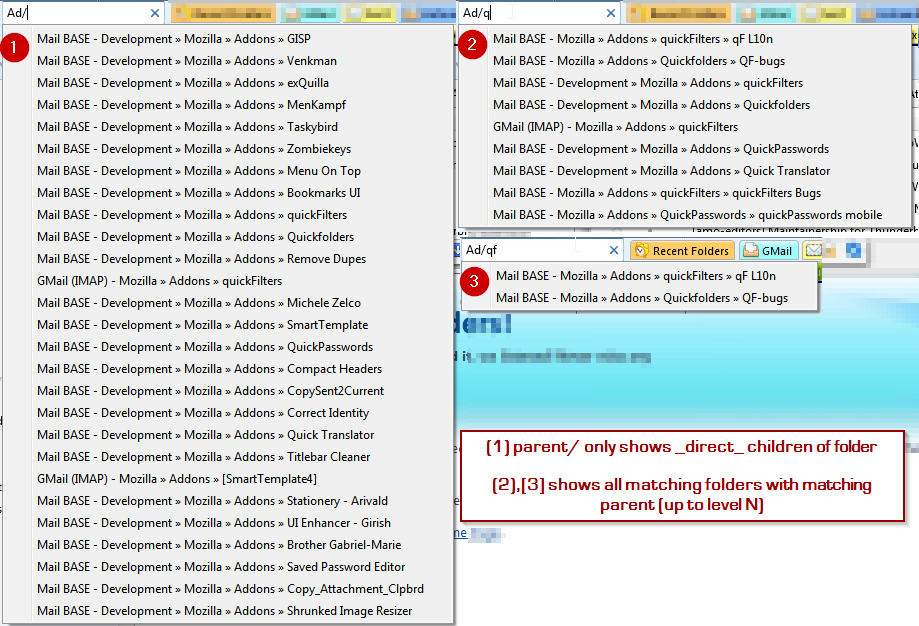 Ad/
1
Mail BASE - Development » Mozilla » Addons » GISP
Mail BASE - Development » Mozilla » Addons » Venkman
Mail BASE - Development » Mozilla » Addons » exQuilla
Mail BASE - Development » Mozilla » Addons » MenKampf
Mail BASE - Development » Mozilla » Addons » Taskybird
Mail BASE - Development » Mozilla » Addons » Zombiekeys
Mail BASE - Development » Mozilla » Addons » Menu On Top
Mail BASE - Development » Mozilla » Addons » Bookmarks UI
Mail BASE - Development » Mozilla » Addons » quickFilters
Mail BASE - Development » Mozilla » Addons » Quickfolders
Mail BASE - Development » Mozilla » Addons » Remove Dupes
GMail (IMAP) - Mozilla » Addons » quickFilters
Mail BASE - Development » Mozilla » Addons » Michele Zelco
Mail BASE - Development » Mozilla » Addons » SmartTemplate
Mail BASE - Development » Mozilla » Addons » QuickPasswords
Mail BASE - Development » Mozilla » Addons » Compact Headers
Mail BASE - Development » Mozilla » Addons » CopySent2Current
Mail BASE - Development » Mozilla » Addons » Correct Identity
Mail BASE - Development » Mozilla » Addons » Quick Translator
Mail BASE - Development » Mozilla » Addons » Titlebar Cleaner
GMail (IMAP) - Mozilla » Addons » [SmartTemplate4]
Mail BASE - Development » Mozilla » Addons » Stationery - Arivald
Mail BASE - Development » Mozilla » Addons » UI Enhancer - Girish
Mail BASE - Development » Mozilla » Addons » Brother Gabriel-Marie
Mail BASE - Development » Mozilla » Addons » Saved Password Editor
Mail BASE - Development » Mozilla » Addons » Copy_Attachment_Clpbrd
Mail BASE - Development » Mozilla » Addons » Shrunked Image Resizer
Ad/q
2
Mail BASE - Mozilla » Addons » quickFilters » qF L10n
Mail BASE - Mozilla » Addons » Quickfolders » QF-bugs
Mail BASE - Development » Mozilla » Addons » quickFilters
Mail BASE - Development » Mozilla » Addons » Quickfolders
GMail (IMAP) - Mozilla » Addons » quickFilters
Mail BASE - Development » Mozilla » Addons » QuickPasswords
Mail BASE - Development » Mozilla » Addons » Quick Translator
Mail BASE - Mozilla » Addons » quickFilters » quickFilters Bugs
Mail BASE - Mozilla » Addons » QuickPasswords » quickPasswords mobile
Ad/qf
Recent Folders
GMail
3
Mail BASE - Mozilla » Addons » quickFilters » qF L10n
Mail BASE - Mozilla » Addons » Quickfolders » QF-bugs
(1) parent/ only shows _direct_ children of folder
(2),(3) shows all matching folders with matching
parent (up to level N)